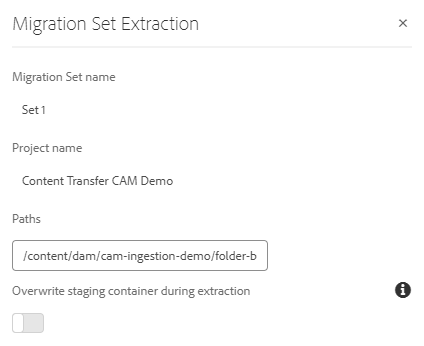 Migration Set Extraction
Migration Set name
Set 1
Project name
Content Transfer CAM Demo
Paths
/content/dam/cam-ingestion-demo/folder-b
Overwrite staging container during extraction